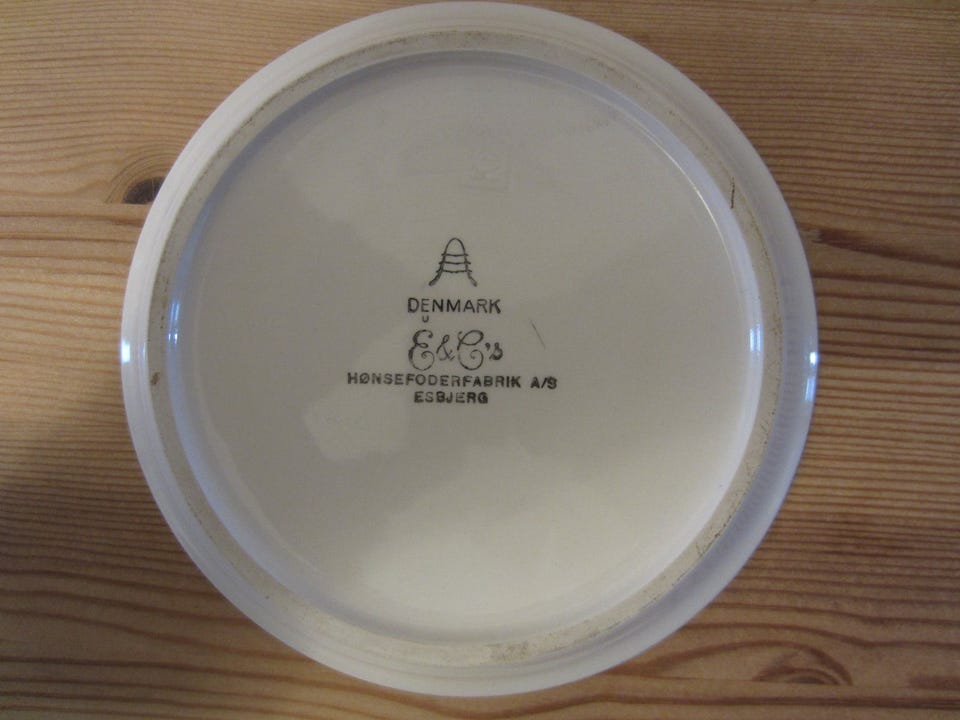 DENMARK
U
E&C's
HØNSEFODERFABRIK A/S
ESBJERG